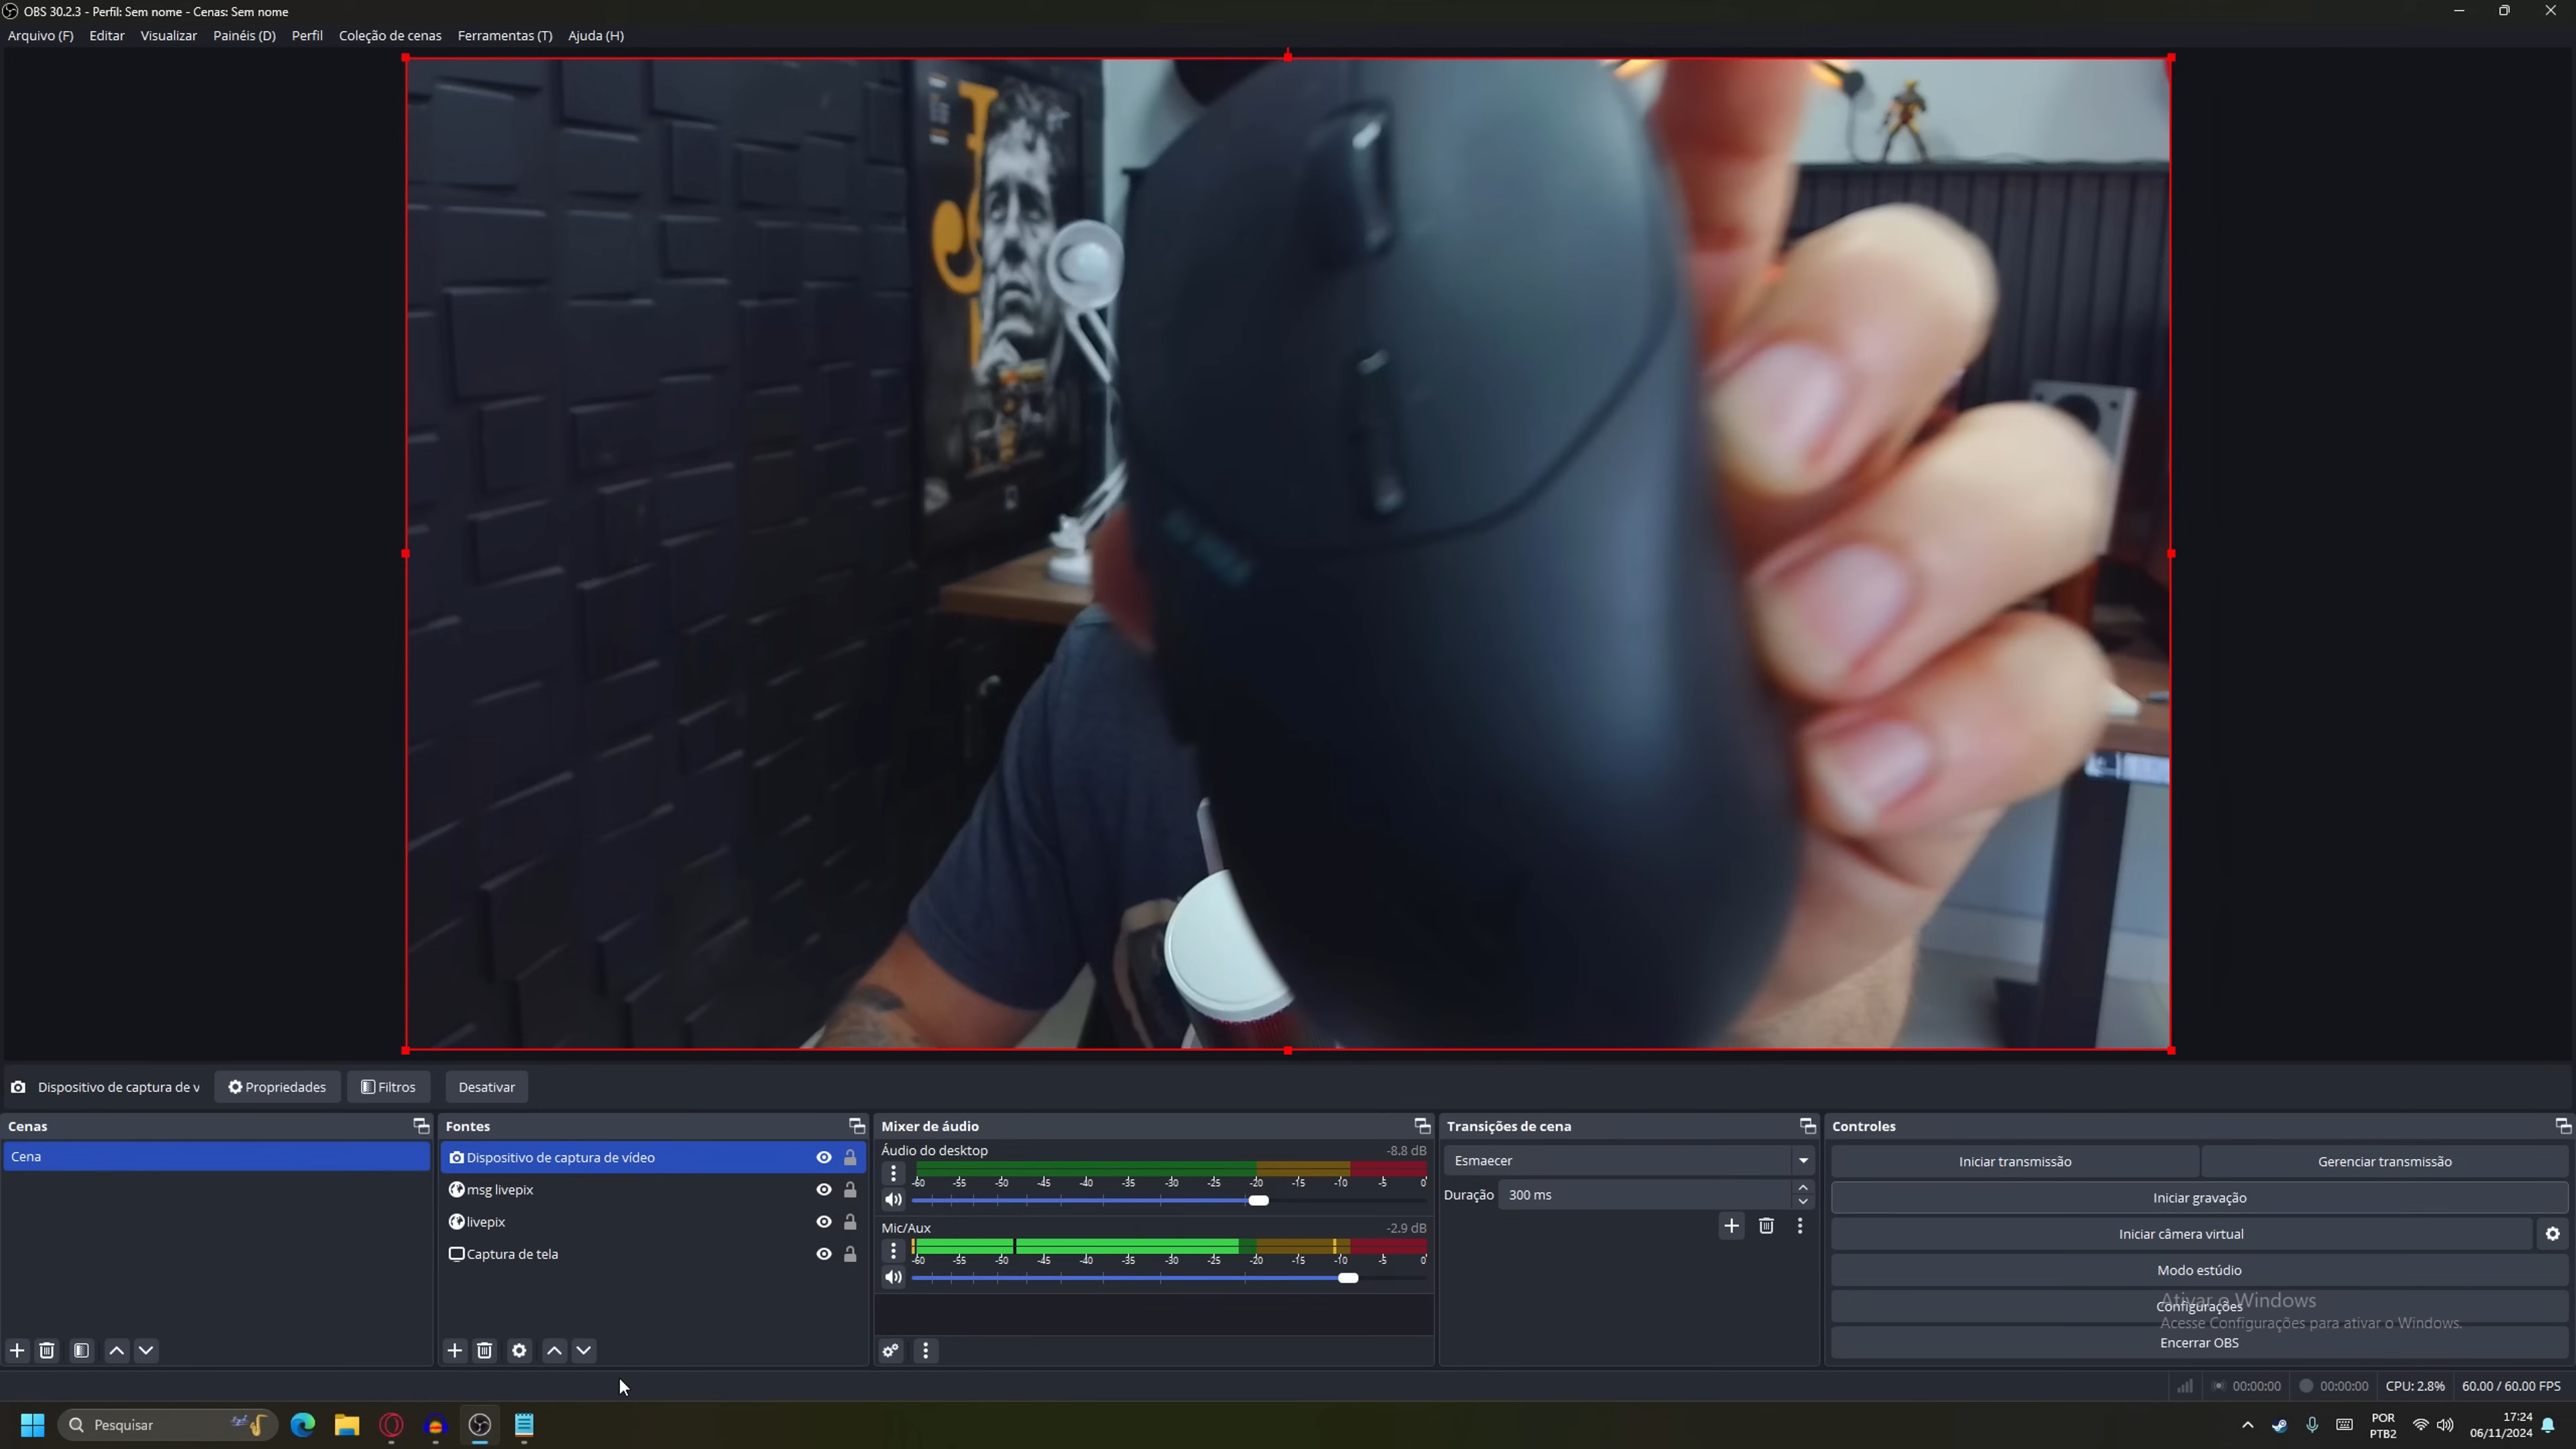 OBS 30.2.3 - Perfil: Sem nome - Cenas: Sem nome
Arquivo (F) Editar Visualizar Painéis (D) Perfil Coleção de cenas Ferramentas (T) Ajuda (H)
Dispositivo de captura de v Propriedades Filtros Desativar
Cenas
Cena
Fontes
Dispositivo de captura de vídeo
msg livepix
livepix
Captura de tela
Mixer de áudio
Áudio do desktop -8.8 dB
-60 -55 -50 -45 -40 -35 -30 -25 -20 -15 -10 -5 0
Mic/Aux -2.9 dB
-60 -55 -50 -45 -40 -35 -30 -25 -20 -15 -10 -5 0
Transições de cena
Esmaecer
Duração 300 ms
Controles
Iniciar transmissão Gerenciar transmissão
Iniciar gravação
Iniciar câmera virtual
Modo estúdio
Configurações
Ativar o Windows
Acesse Configurações para ativar o Windows.
Encerrar OBS
00:00:00 00:00:00 CPU: 2.8% 60.00 / 60.00 FPS
Pesquisar
POR
PTB2
17:24
06/11/2024